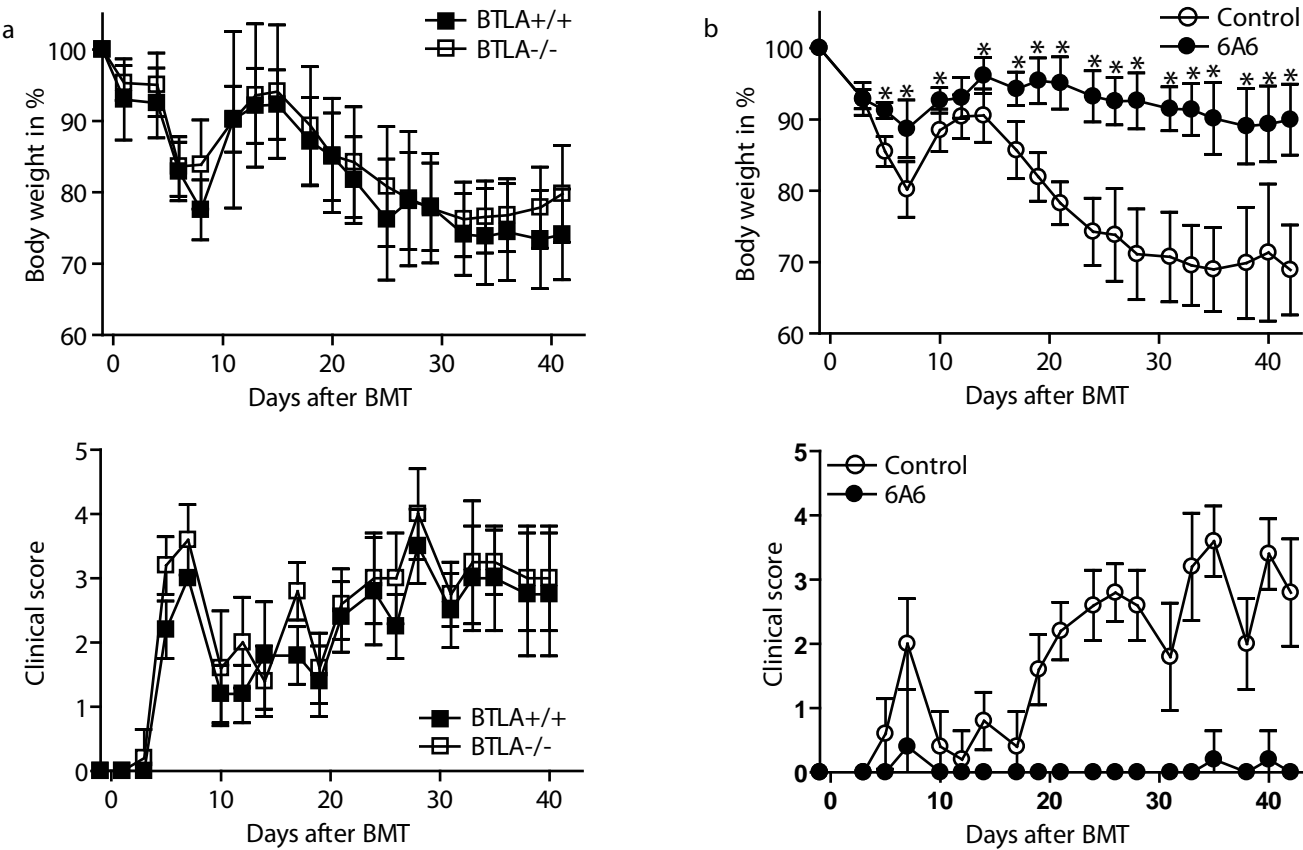 a
BTLA+/+
BTLA-/-
Body weight in %
100
90
80
70
60
0 10 20 30 40
Days after BMT
b
Control
6A6
Body weight in %
100
90
80
70
60
* * * * * * * * * * * * * * *
0 10 20 30 40
Days after BMT
Clinical score
5
4
3
2
1
0
BTLA+/+
BTLA-/-
0 10 20 30 40
Days after BMT
Clinical score
5
4
3
2
1
0
Control
6A6
0 10 20 30 40
Days after BMT